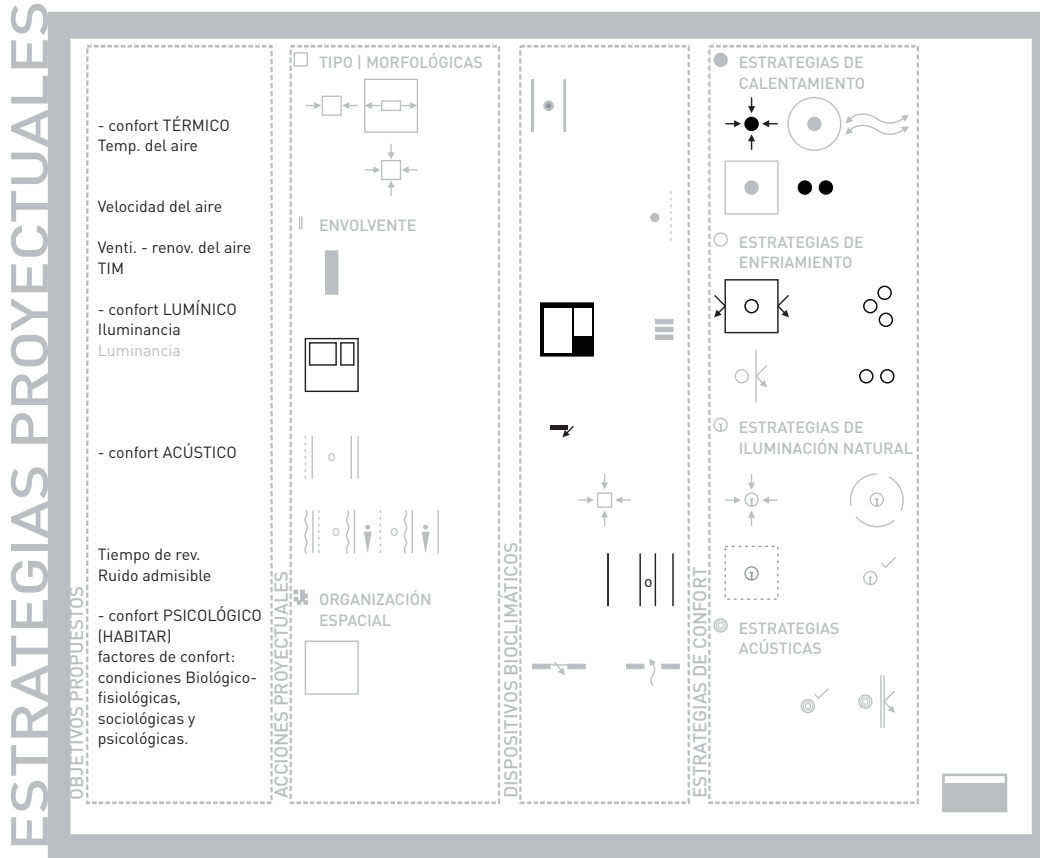 ESTRATEGIAS PROYECTUALES
OBJETIVOS PROPUESTOS
- confort TÉRMICO
Temp. del aire
Velocidad del aire
Venti. - renov. del aire
TIM
- confort LUMÍNICO
Iluminancia
Luminancia
- confort ACÚSTICO
Tiempo de rev.
Ruido admisible
- confort PSICOLÓGICO
(HABITAR)
factores de confort:
condiciones Biológico-
fisiológicas,
sociológicas y
psicológicas.
ACCIONES PROYECTUALES
TIPO | MORFOLÓGICAS
ENVOLVENTE
ORGANIZACIÓN
ESPACIAL
DISPOSITIVOS BIOCLIMÁTICOS
ESTRATEGIAS DE CONFORT
ESTRATEGIAS DE
CALENTAMIENTO
ESTRATEGIAS DE
ENFRIAMIENTO
ESTRATEGIAS DE
ILUMINACIÓN NATURAL
ESTRATEGIAS
ACÚSTICAS